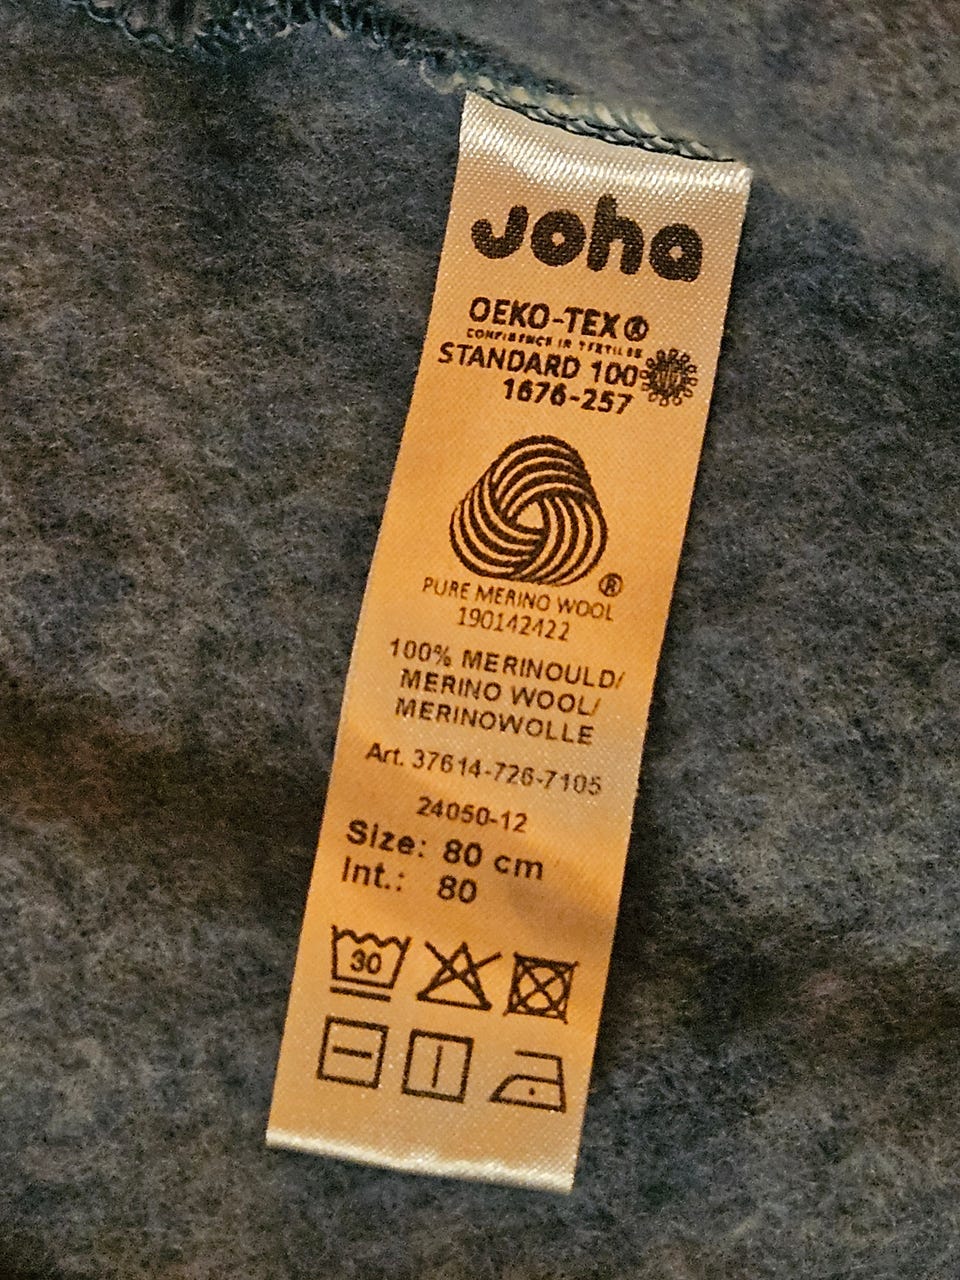 Joha
OEKO-TEX®
CONFIDENCE IN TEXTILES
STANDARD 100
1676-257
®
PURE MERINO WOOL
190142422
100% MERINOULD/
MERINO WOOL/
MERINOWOLLE
Art. 37614-726-7105
24050-12
Size: 80 cm
Int.: 80
30